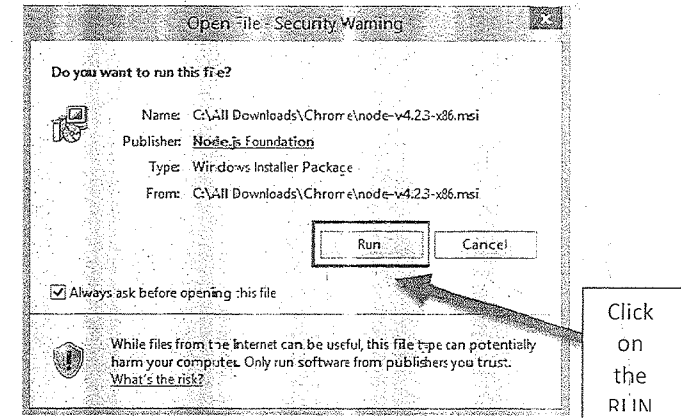 Open File - Security Warning
Do you want to run this file?
Name: C:\All Downloads\Chrome\node-v4.2.3-x86.msi
Publisher: Node.js Foundation
Type: Windows Installer Package
From: C:\All Downloads\Chrome\node-v4.2.3-x86.msi
Run Cancel
Always ask before opening this file
While files from the Internet can be useful, this file type can potentially
harm your computer. Only run software from publishers you trust.
What's the risk?
Click
on
the
RUN